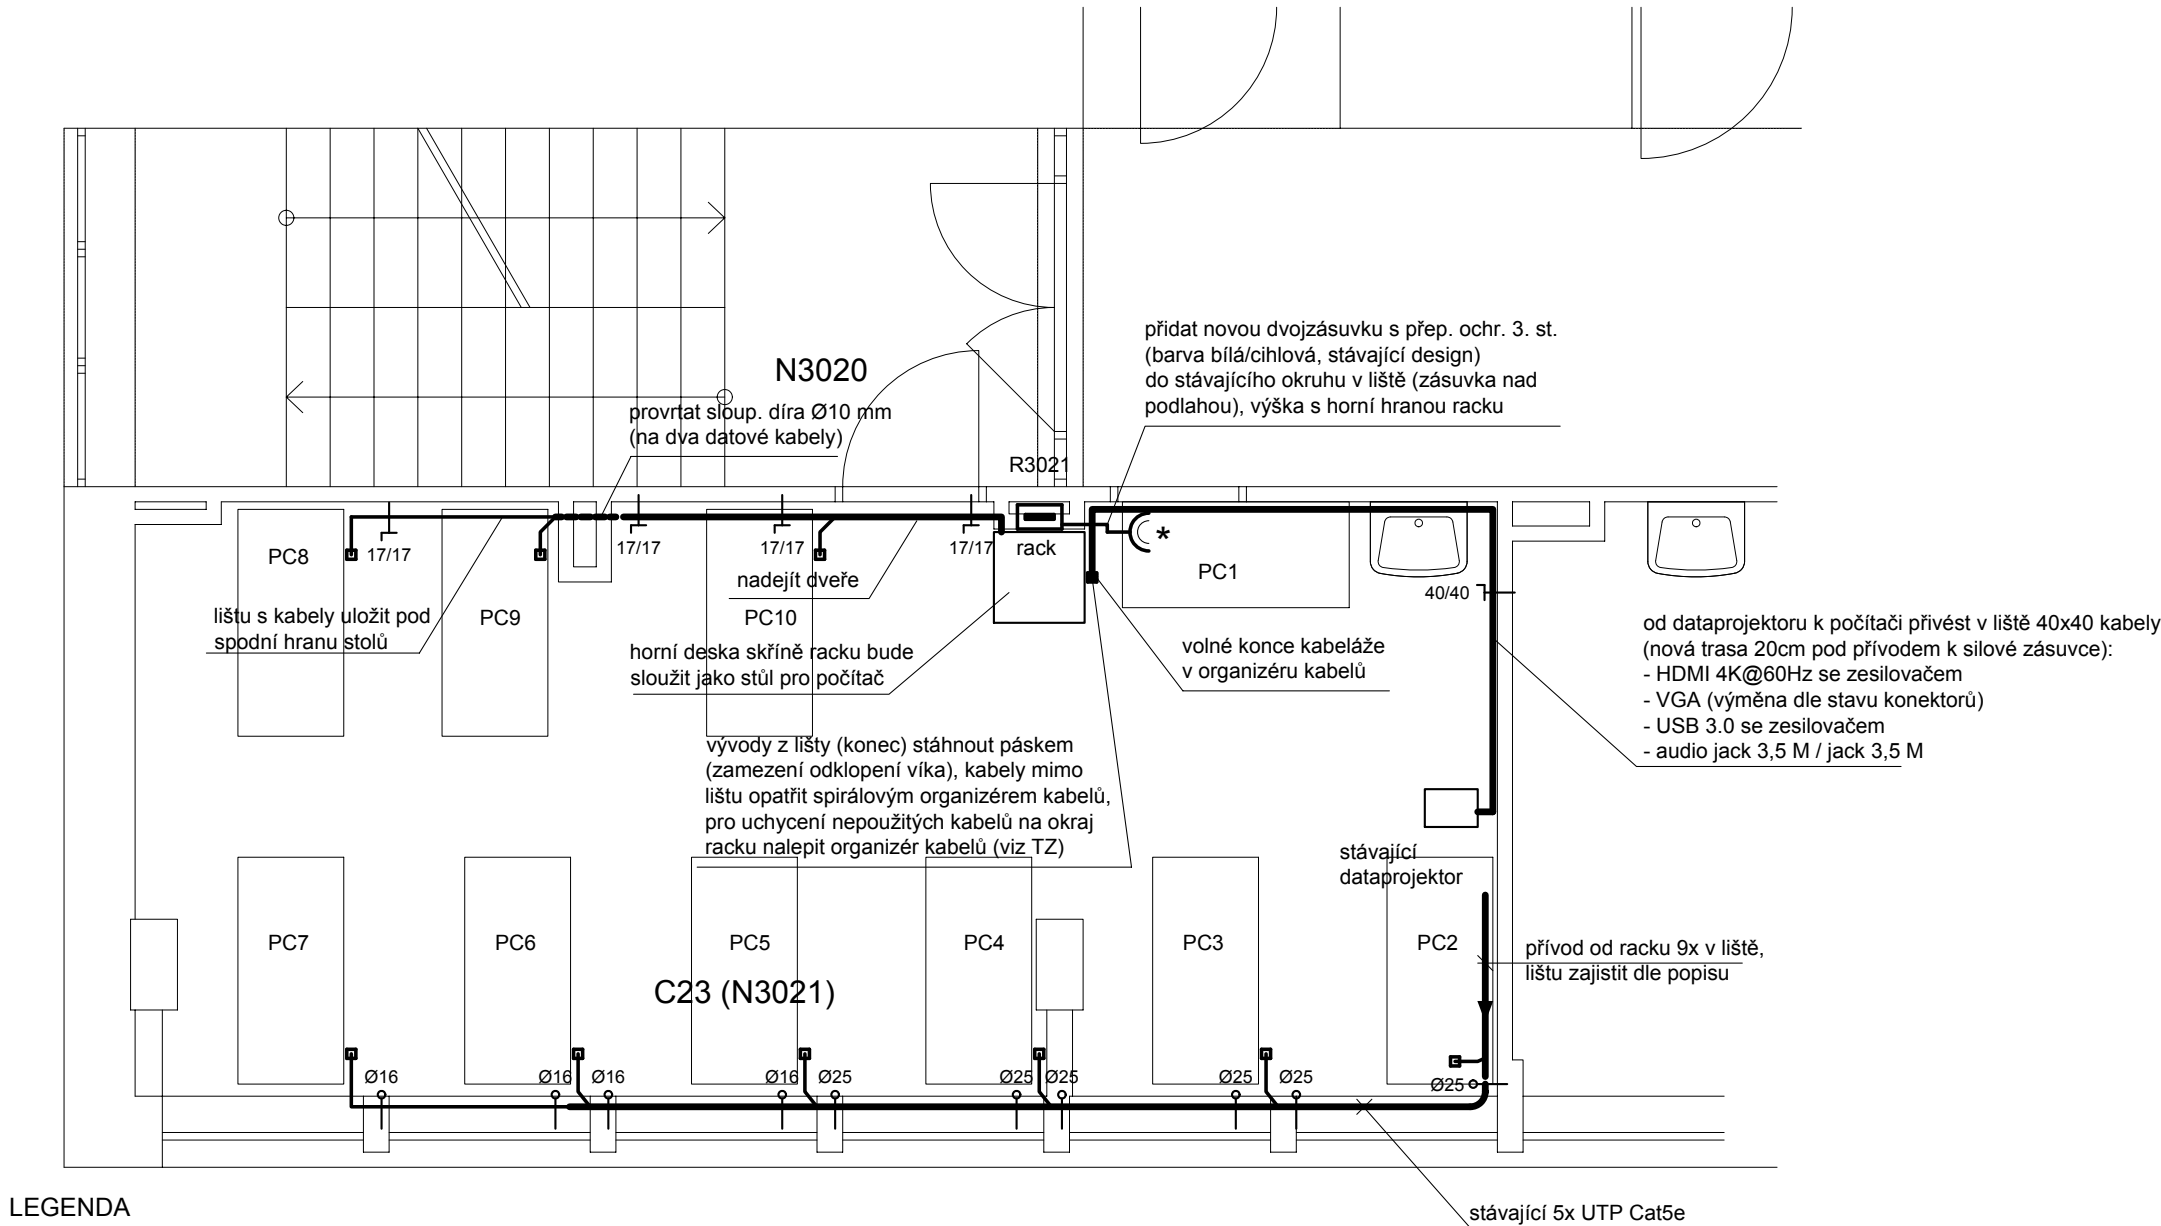 N3020
provrtat sloup. díra Ø10 mm
(na dva datové kabely)
přidat novou dvojzásuvku s přep. ochr. 3. st.
(barva bílá/cihlová, stávající design)
do stávajícího okruhu v liště (zásuvka nad
podlahou), výška s horní hranou racku
R3021
17/17
17/17
17/17
17/17
rack
*
PC8
PC9
PC10
PC1
nadejít dveře
40/40
lištu s kabely uložit pod
spodní hranu stolů
horní deska skříně racku bude
sloužit jako stůl pro počítač
volné konce kabeláže
v organizéru kabelů
od dataprojektoru k počítači přivést v liště 40x40 kabely
(nová trasa 20cm pod přívodem k silové zásuvce):
- HDMI 4K@60Hz se zesilovačem
- VGA (výměna dle stavu konektorů)
- USB 3.0 se zesilovačem
- audio jack 3,5 M / jack 3,5 M
vývody z lišty (konec) stáhnout páskem
(zamezení odklopení víka), kabely mimo
lištu opatřit spirálovým organizérem kabelů,
pro uchycení nepoužitých kabelů na okraj
racku nalepit organizér kabelů (viz TZ)
stávající
dataprojektor
PC7
PC6
PC5
PC4
PC3
PC2
přívod od racku 9x v liště,
lištu zajistit dle popisu
C23 (N3021)
Ø16
Ø16
Ø16
Ø16
Ø25
Ø25
Ø25
Ø25
Ø25
Ø25
LEGENDA
stávající 5x UTP Cat5e